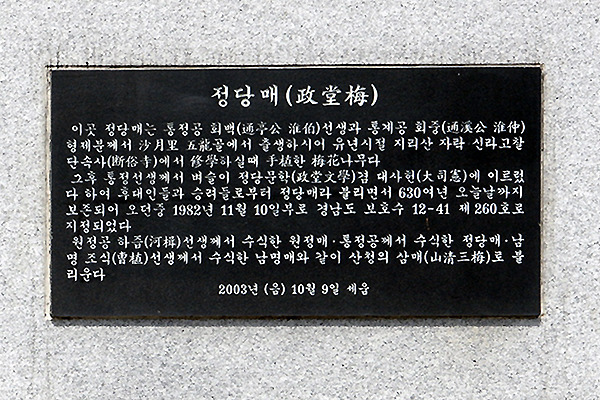 정당매(政堂梅)
이곳 정당매는 통정공 회백(通亭公 淮伯)선생과 통계공 회중(通溪公 淮仲)
형제분께서 沙月里 五龍골에서 출생하시어 유년시절 지리산 자락 신라고찰
단속사(断俗寺)에서 修學하실때 手植한 梅花나무다
그후 통정선생께서 벼슬이 정당문학(政堂文學)겸 대사헌(大司憲)에 이르렀
다 하여 후대인들과 승려들로부터 정당매라 불리면서 630여년 오늘날까지
보존되어 오던중 1982년 11월 10일부로 경남도 보호수 12-41 제260호로
지정되었다
원정공 하즙(河楫)선생께서 수식한 원정매·통정공께서 수식한 정당매·남
명 조식(曺植)선생께서 수식한 남명매와 같이 산청의 삼매(山清三梅)로 불
리운다
2003년 (음) 10월 9일 세움